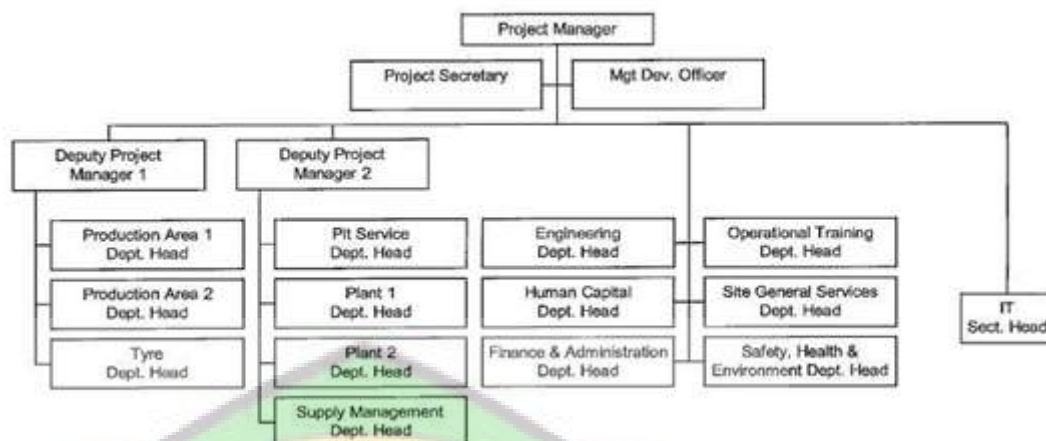 Project Manager
Project Secretary
Mgt Dev. Officer
Deputy Project
Manager 1
Deputy Project
Manager 2
Production Area 1
Dept. Head
Pit Service
Dept. Head
Engineering
Dept. Head
Operational Training
Dept. Head
Production Area 2
Dept. Head
Plant 1
Dept. Head
Human Capital
Dept. Head
Site General Services
Dept. Head
IT
Sect. Head
Tyre
Dept. Head
Plant 2
Dept. Head
Finance & Administration
Dept. Head
Safety, Health &
Environment Dept. Head
Supply Management
Dept. Head